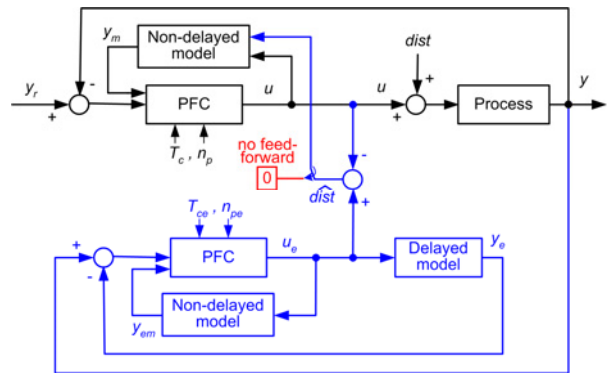 y_m
Non-delayed
model
dist
y_r
-
+
PFC
u
u
+
+
Process
y
T_c , n_p
no feed-
forward
0
-
+
dist^
T_ce , n_pe
+
-
PFC
u_e
Delayed
model
y_e
Non-delayed
model
y_em